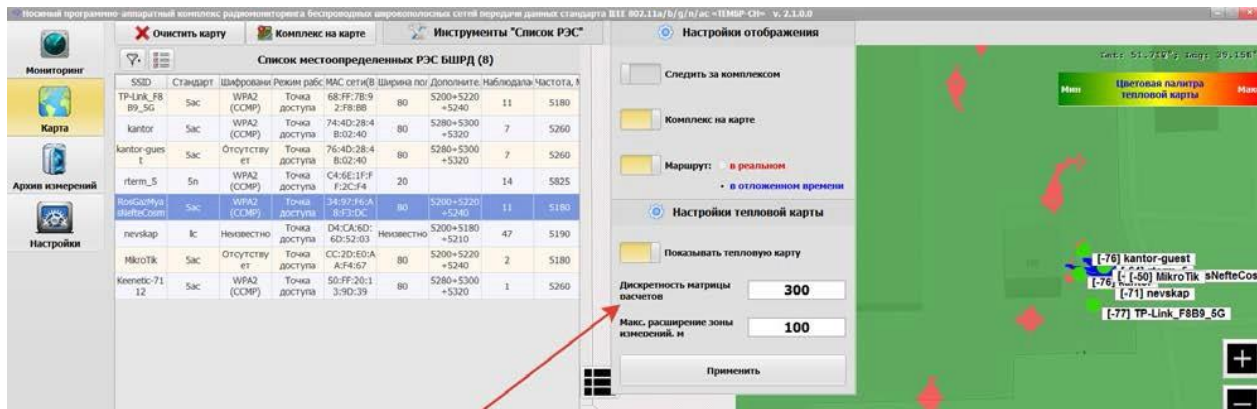 Носимый программно-аппаратный комплекс радиомониторинга беспроводных широкополосных сетей передачи данных стандарта IEEE 802.11a/b/g/n/ac «ТЕМБР-СН» v. 2.1.0.0
Мониторинг
Карта
Архив измерений
Настройки
Очистить карту
Комплекс на карте
Инструменты "Список РЭС"
Список местоопределенных РЭС БШРД (8)
SSID Стандарт Шифровани Режим рабс MAC сети(B Ширина пол Дополните. Наблюдала Частота, М
TP-Link_F8B9_5G 5ac WPA2 (CCMP) Точка доступа 68:FF:7B:92:F8:B8 80 5200+5220+5240 11 5180
kantor 5ac WPA2 (CCMP) Точка доступа 74:4D:28:4B:02:40 80 5280+5300+5320 7 5260
kantor-guest 5ac Отсутствует Точка доступа 76:4D:28:4B:02:40 80 5280+5300+5320 7 5260
rterm_5 5n WPA2 (CCMP) Точка доступа C4:6E:1F:FF:2C:F4 20 14 5825
RosGazMyasNefteCosm 5ac WPA2 (CCMP) Точка доступа 34:97:F6:A8:F3:DC 80 5200+5220+5240 11 5180
nevskap Неизвестно Точка доступа D4:CA:6D:6D:52:03 Неизвестно 5200+5180+5210 47 5190
MikroTik 5ac Отсутствует Точка доступа CC:2D:E0:AA:F4:67 80 5200+5220+5240 2 5180
Keenetic-7112 5ac WPA2 (CCMP) Точка доступа 50:FF:20:13:9D:39 80 5280+5300+5320 1 5260
Настройки отображения
Следить за комплексом
Комплекс на карте
Маршрут: в реальном
в отложенном времени
Настройки тепловой карты
Показывать тепловую карту
Дискретность матрицы расчетов 300
Макс. расширение зоны измерений, м 100
Применить
Мин Цветовая палитра тепловой карты Мак
[-76] kantor-guest
[-50] MikroTik sNefteCos
[-71] nevskap
[-77] TP-Link_F8B9_5G